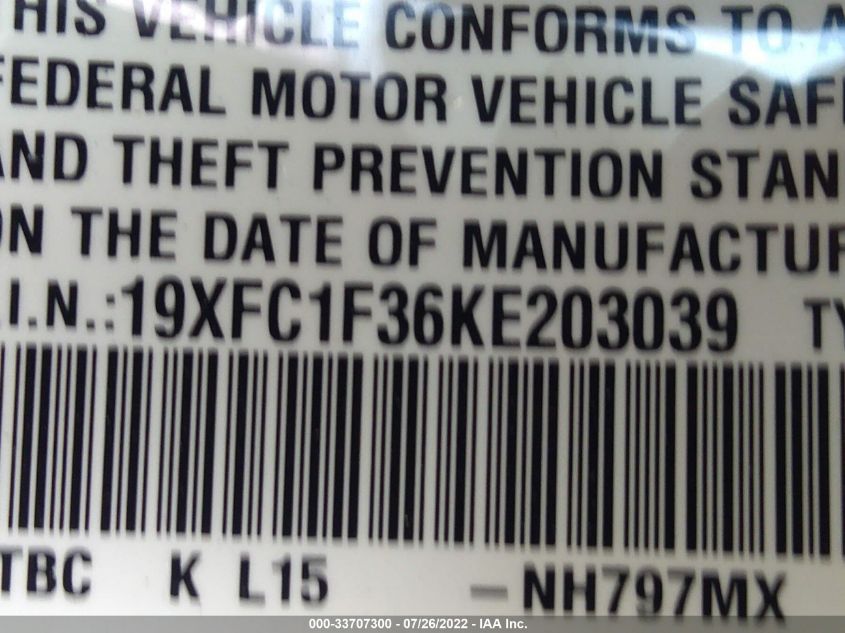 THIS VEHICLE CONFORMS TO A
FEDERAL MOTOR VEHICLE SAF
AND THEFT PREVENTION STAN
ON THE DATE OF MANUFACTUR
.I.N.:19XFC1F36KE203039 TY
TBC K L15 -NH797MX
000-33707300 - 07/26/2022 - IAA Inc.